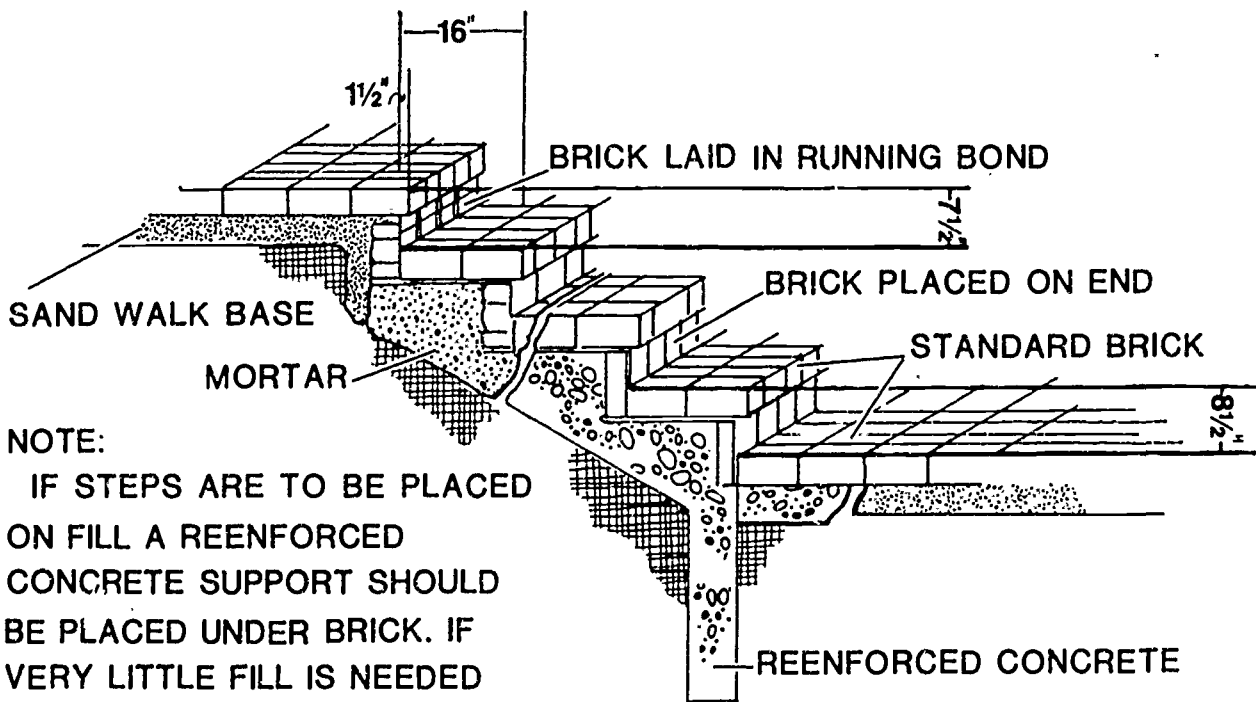 16"
1½"
BRICK LAID IN RUNNING BOND
7½"
BRICK PLACED ON END
SAND WALK BASE
STANDARD BRICK
MORTAR
8½"
NOTE:
IF STEPS ARE TO BE PLACED
ON FILL A REENFORCED
CONCRETE SUPPORT SHOULD
BE PLACED UNDER BRICK. IF
VERY LITTLE FILL IS NEEDED
REENFORCED CONCRETE